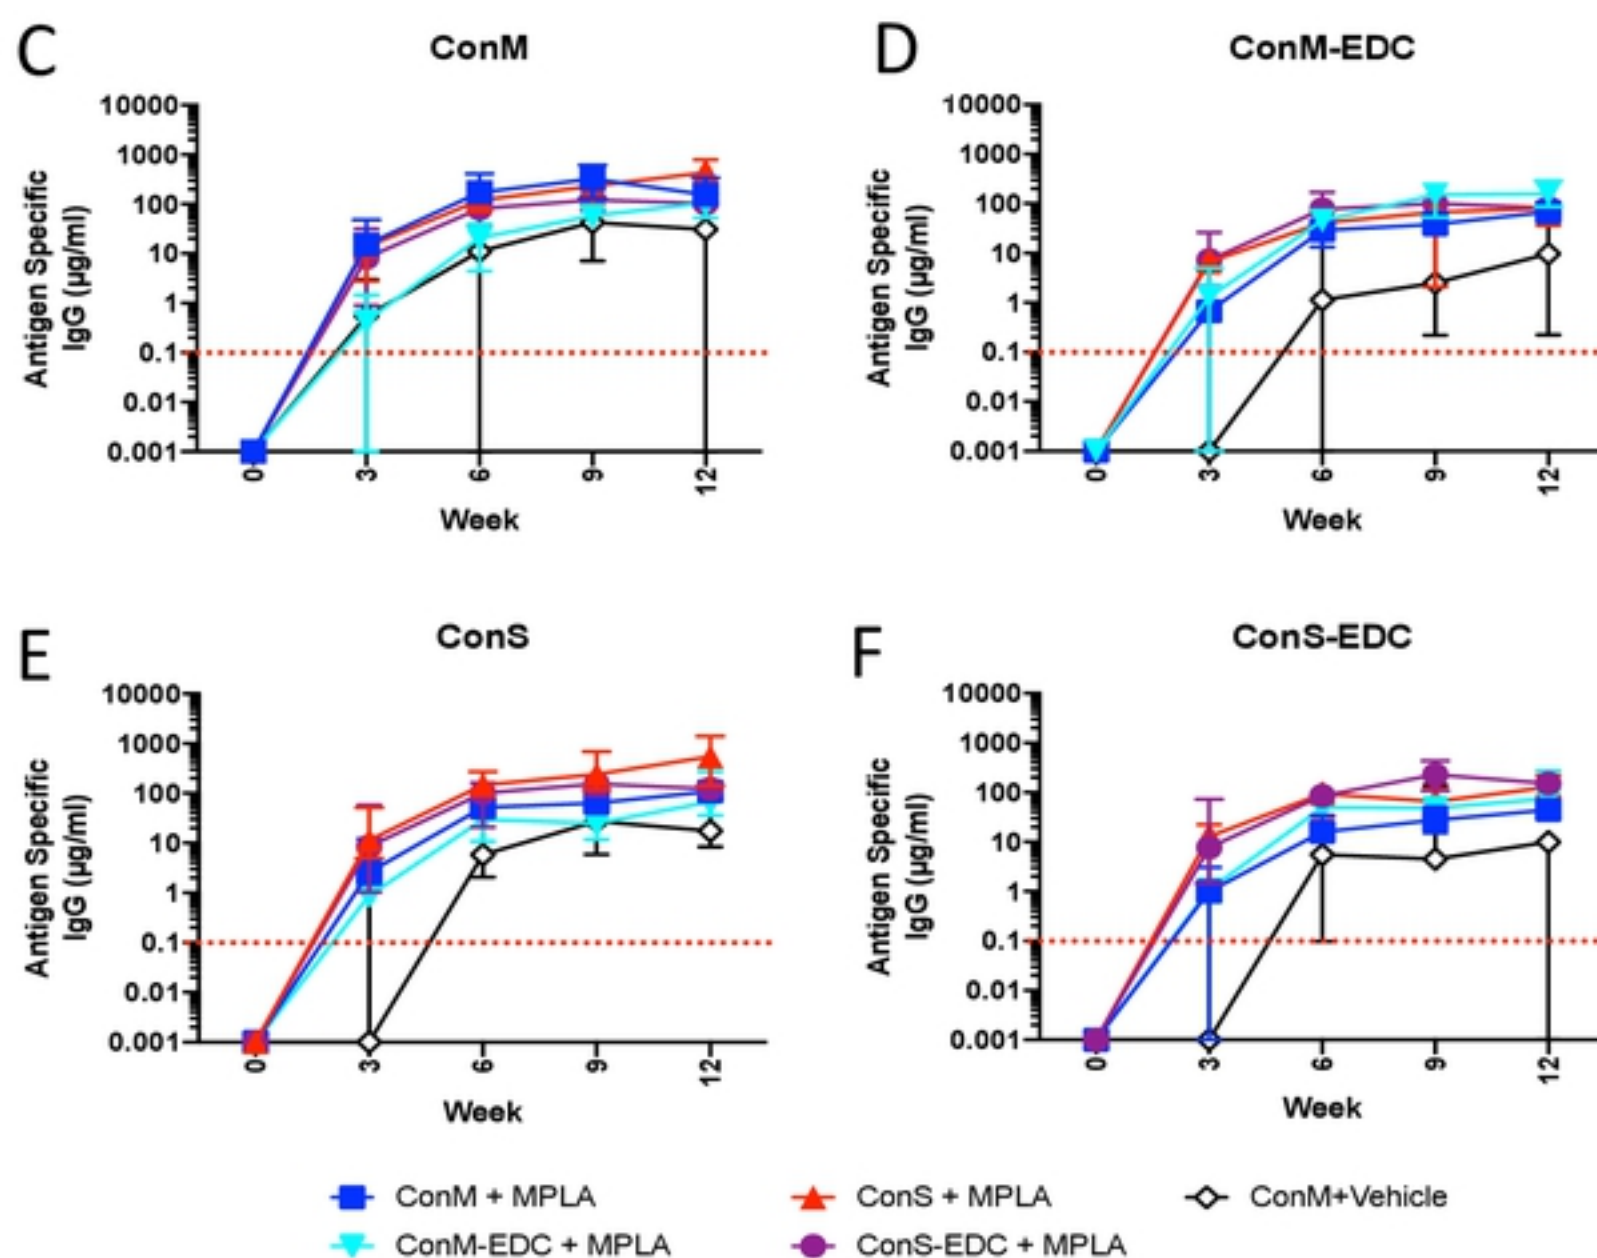 C
ConM
10000
1000
100
10
1
0.1
0.01
0.001
Antigen Specific
IgG (µg/ml)
0 3 6 9 12
Week
D
ConM-EDC
10000
1000
100
10
1
0.1
0.01
0.001
Antigen Specific
IgG (µg/ml)
0 3 6 9 12
Week
E
ConS
10000
1000
100
10
1
0.1
0.01
0.001
Antigen Specific
IgG (µg/ml)
0 3 6 9 12
Week
F
ConS-EDC
10000
1000
100
10
1
0.1
0.01
0.001
Antigen Specific
IgG (µg/ml)
0 3 6 9 12
Week
ConM + MPLA
ConS + MPLA
ConM+Vehicle
ConM-EDC + MPLA
ConS-EDC + MPLA